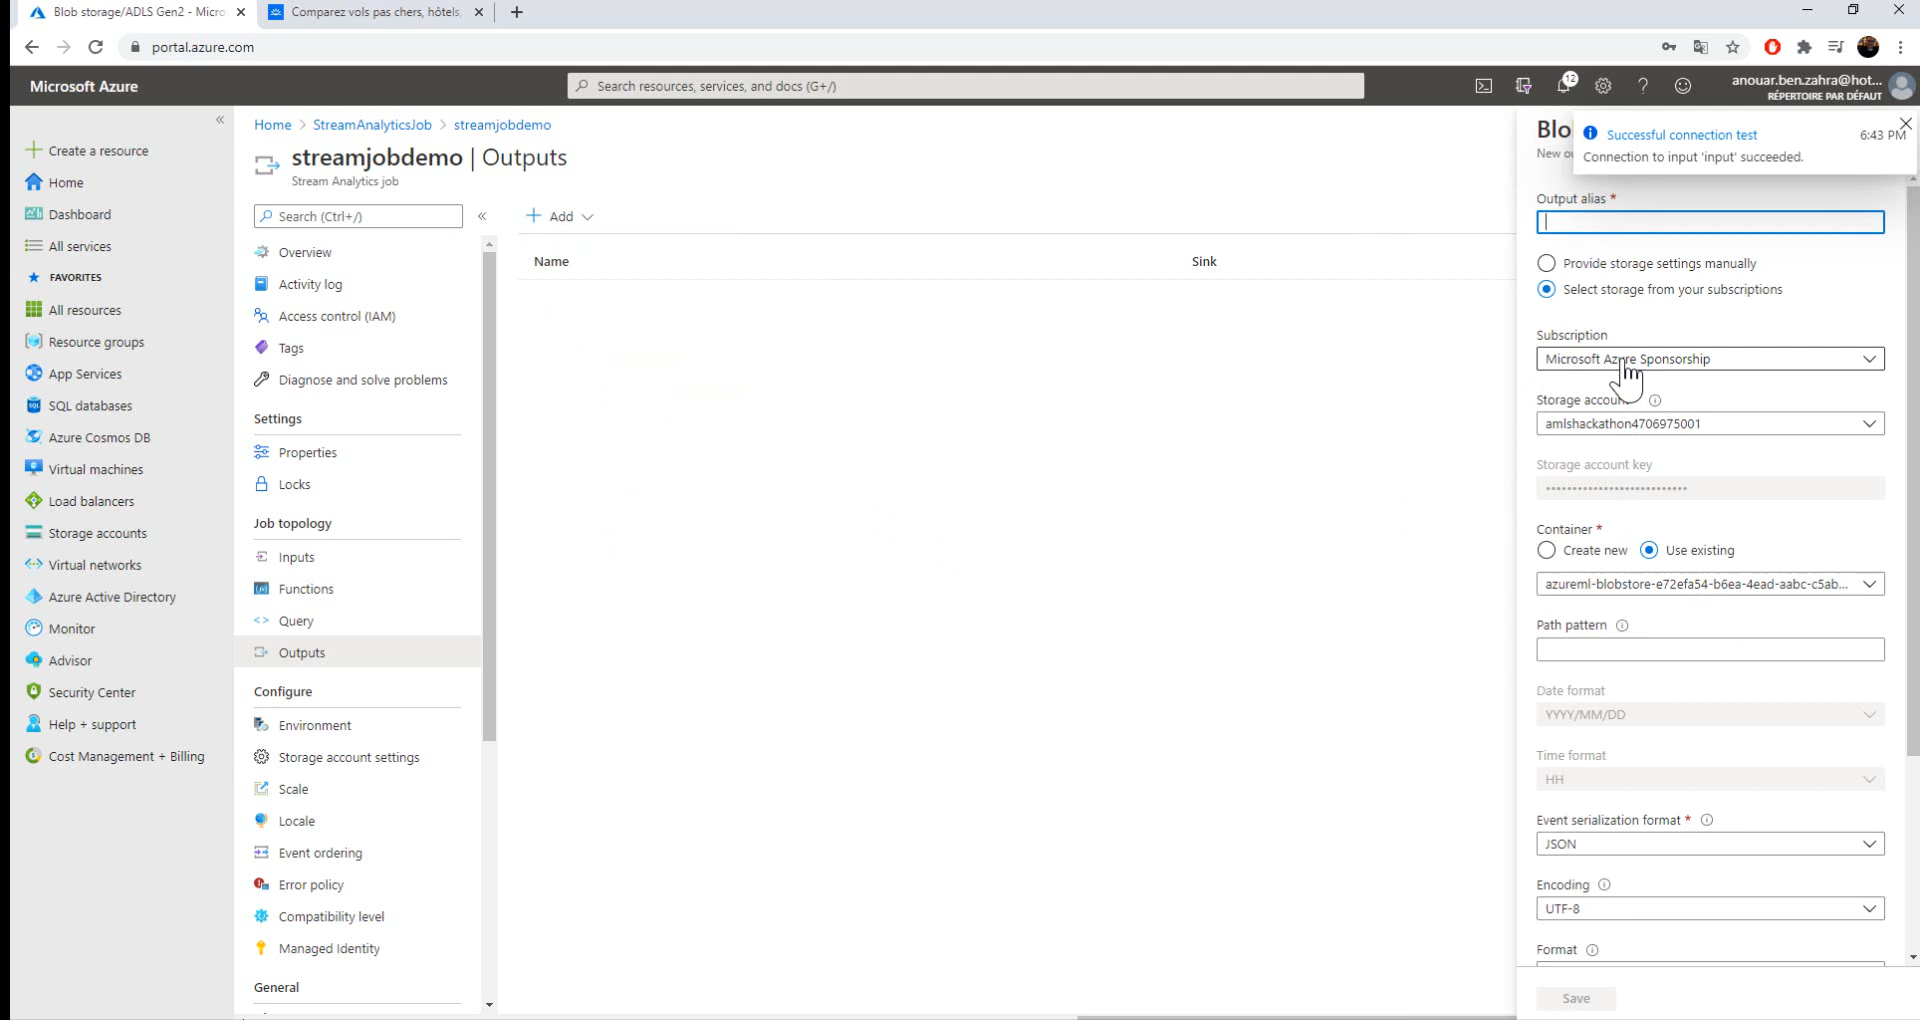 Blob storage/ADLS Gen2 - Micro
Comparez vols pas chers, hôtels,
portal.azure.com
Microsoft Azure
Search resources, services, and docs (G+/)
12
anouar.ben.zahra@hot...
RÉPERTOIRE PAR DÉFAUT
Create a resource
Home
Dashboard
All services
FAVORITES
All resources
Resource groups
App Services
SQL databases
Azure Cosmos DB
Virtual machines
Load balancers
Storage accounts
Virtual networks
Azure Active Directory
Monitor
Advisor
Security Center
Help + support
Cost Management + Billing
Home > StreamAnalyticsJob > streamjobdemo
streamjobdemo | Outputs
Stream Analytics job
Search (Ctrl+/)
Overview
Activity log
Access control (IAM)
Tags
Diagnose and solve problems
Settings
Properties
Locks
Job topology
Inputs
Functions
Query
Outputs
Configure
Environment
Storage account settings
Scale
Locale
Event ordering
Error policy
Compatibility level
Managed Identity
General
Add
Name
Sink
Blo
New ou
Successful connection test
6:43 PM
Connection to input 'input' succeeded.
Output alias *
Provide storage settings manually
Select storage from your subscriptions
Subscription
Microsoft Azure Sponsorship
Storage account
amlshackathon4706975001
Storage account key
Container *
Create new
Use existing
azureml-blobstore-e72efa54-b6ea-4ead-aabc-c5ab...
Path pattern
Date format
YYYY/MM/DD
Time format
HH
Event serialization format *
JSON
Encoding
UTF-8
Format
Save